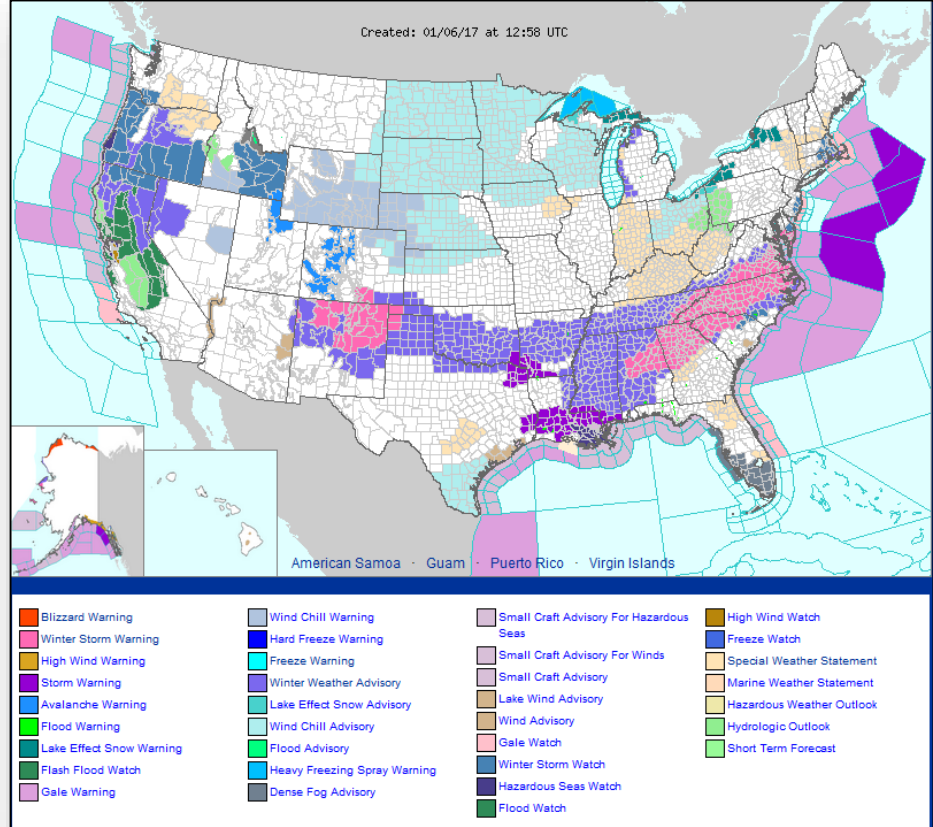 Created: 01/06/17 at 12:58 UTC
American Samoa · Guam · Puerto Rico · Virgin Islands
Blizzard Warning
Winter Storm Warning
High Wind Warning
Storm Warning
Avalanche Warning
Flood Warning
Lake Effect Snow Warning
Flash Flood Watch
Gale Warning
Wind Chill Warning
Hard Freeze Warning
Freeze Warning
Winter Weather Advisory
Lake Effect Snow Advisory
Wind Chill Advisory
Flood Advisory
Heavy Freezing Spray Warning
Dense Fog Advisory
Small Craft Advisory For Hazardous
Seas
Small Craft Advisory For Winds
Small Craft Advisory
Lake Wind Advisory
Wind Advisory
Gale Watch
Winter Storm Watch
Hazardous Seas Watch
Flood Watch
High Wind Watch
Freeze Watch
Special Weather Statement
Marine Weather Statement
Hazardous Weather Outlook
Hydrologic Outlook
Short Term Forecast